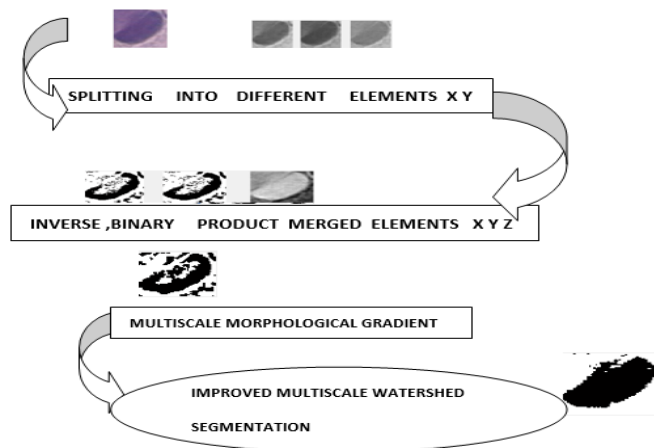 SPLITTING INTO DIFFERENT ELEMENTS X Y
INVERSE ,BINARY PRODUCT MERGED ELEMENTS X Y Z
MULTISCALE MORPHOLOGICAL GRADIENT
IMPROVED MULTISCALE WATERSHED
SEGMENTATION